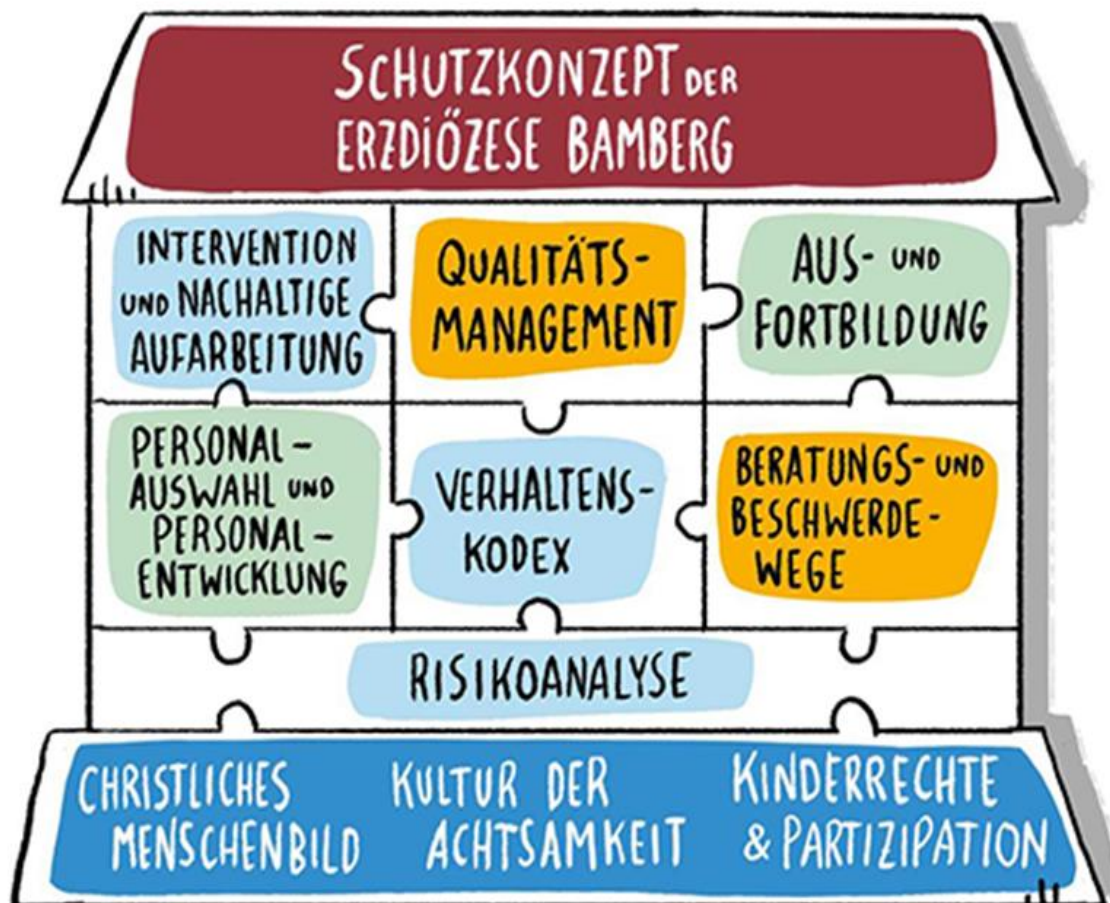 SCHUTZKONZEPT DER
ERZDIÖZESE BAMBERG
INTERVENTION
UND NACHALTIGE
AUFARBEITUNG
QUALITÄTS-
MANAGEMENT
AUS- UND
FORTBILDUNG
PERSONAL-
AUSWAHL UND
PERSONAL-
ENTWICKLUNG
VERHALTENS-
KODEX
BERATUNGS- UND
BESCHWERDE-
WEGE
RISIKOANALYSE
CHRISTLICHES
MENSCHENBILD
KULTUR DER
ACHTSAMKEIT
KINDERRECHTE
& PARTIZIPATION